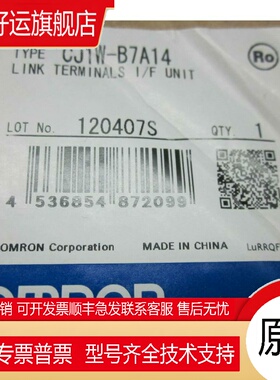 好运旗舰店
TYPE CJ1W-B7A14
Ro
LINK TERMINALS I/F UNIT
LOT No. 120407S QTY. 1
4 536854 872099
OMRON Corporation MADE IN CHINA LuRRQF
OMRON
销 可开发票顺丰急发联系客服 售后无忧
专票普票 型号齐全技术支持
原